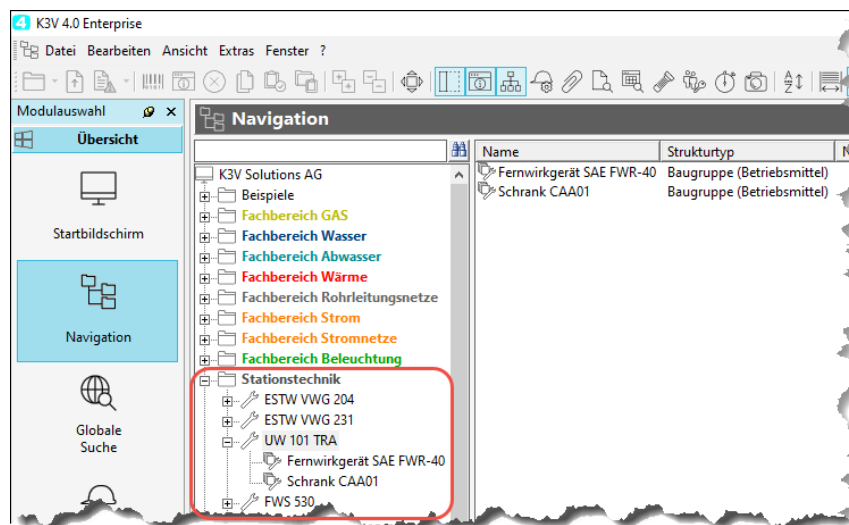 K3V 4.0 Enterprise
Datei Bearbeiten Ansicht Extras Fenster ?
Modulauswahl
Übersicht
Startbildschirm
Navigation
Globale
Suche
Navigation
K3V Solutions AG
Beispiele
Fachbereich GAS
Fachbereich Wasser
Fachbereich Abwasser
Fachbereich Wärme
Fachbereich Rohrleitungsnetze
Fachbereich Strom
Fachbereich Stromnetze
Fachbereich Beleuchtung
Stationstechnik
ESTW VWG 204
ESTW VWG 231
UW 101 TRA
Fernwirkgerät SAE FWR-40
Schrank CAA01
FWS 530
Name Strukturtyp
Fernwirkgerät SAE FWR-40 Baugruppe (Betriebsmittel)
Schrank CAA01 Baugruppe (Betriebsmittel)